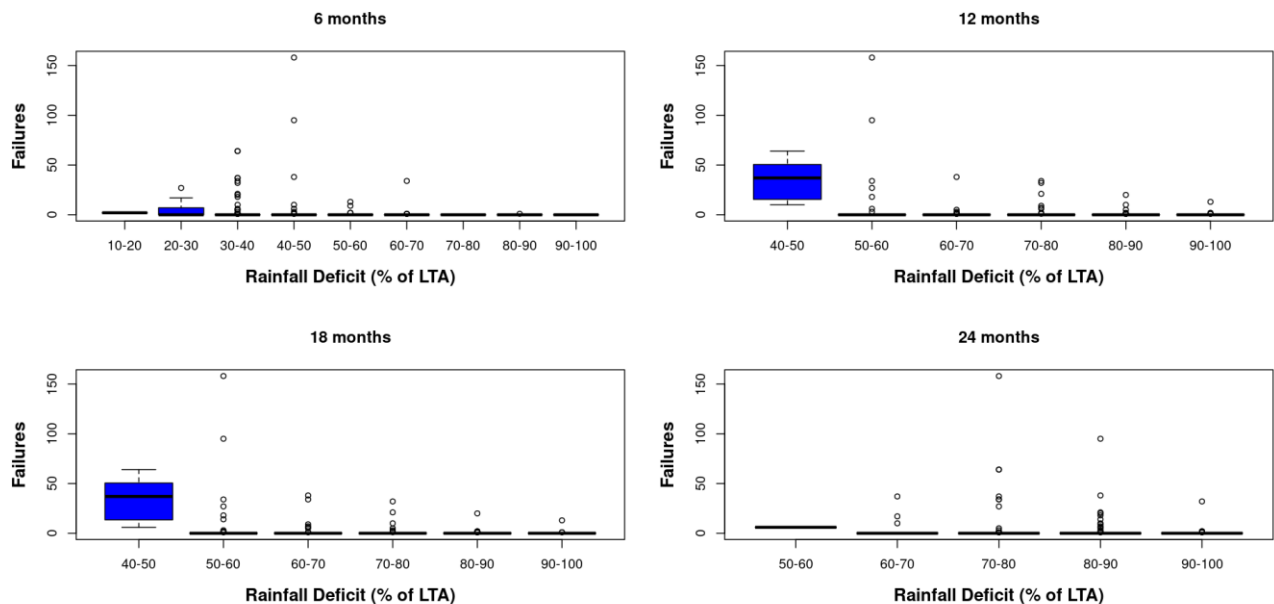 6 months
Failures
150
100
50
0
10-20 20-30 30-40 40-50 50-60 60-70 70-80 80-90 90-100
Rainfall Deficit (% of LTA)
12 months
Failures
150
100
50
0
40-50 50-60 60-70 70-80 80-90 90-100
Rainfall Deficit (% of LTA)
18 months
Failures
150
100
50
0
40-50 50-60 60-70 70-80 80-90 90-100
Rainfall Deficit (% of LTA)
24 months
Failures
150
100
50
0
50-60 60-70 70-80 80-90 90-100
Rainfall Deficit (% of LTA)